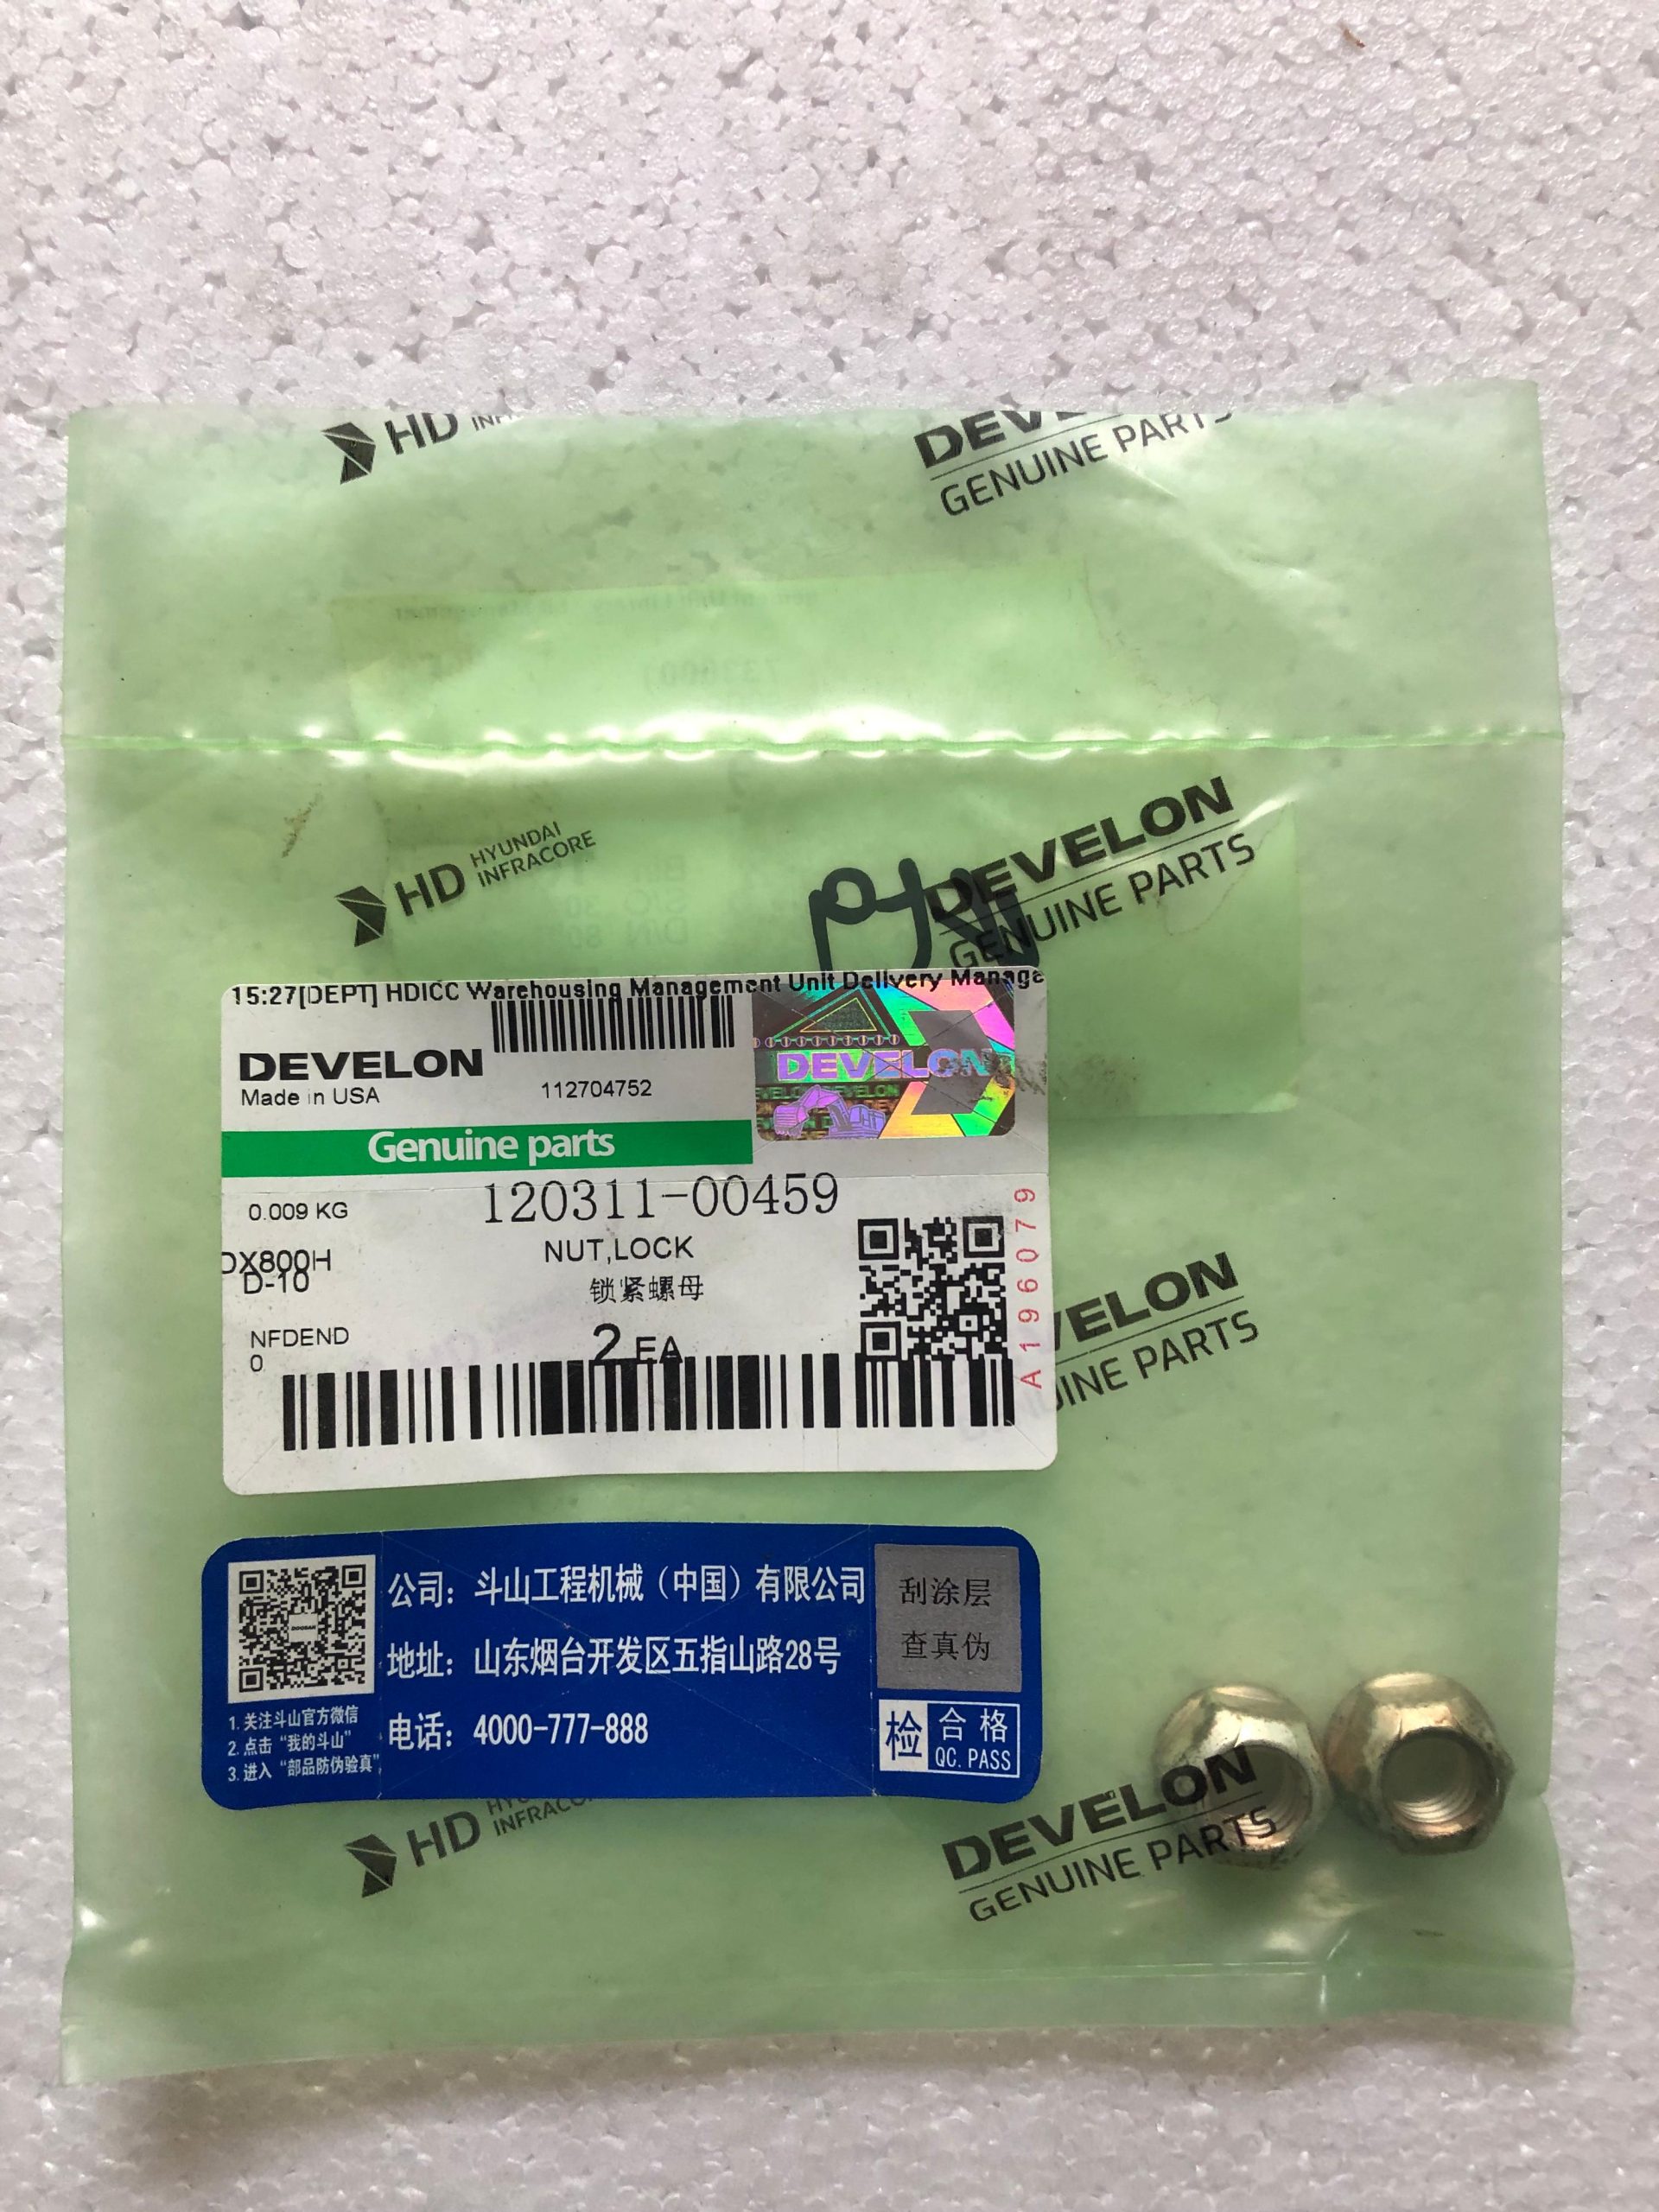 HD
DEVE
GENUINE PARTS
HD HYUNDAI
INFRACORE
DEVELON
GENUINE PARTS
15:27[DEPT] HDICC Warehousing Management Unit Delivery Manage
DEVELON
Made in USA
112704752
DEVELON
Genuine parts
0.009 KG
120311-00459
DX800H
NUT,LOCK
D-10
锁紧螺母
NFDEND
2 EA
0
A196079
VELON
UINE PARTS
公司：斗山工程机械（中国）有限公司
地址：山东烟台开发区五指山路28号
电话：4000-777-888
1.关注斗山官方微信
2.点击“我的斗山”
3.进入“部品防伪验真”
刮涂层
查真伪
检 合格
QC.PASS
HD
INFRACO
DEVELON
GENUINE PARTS